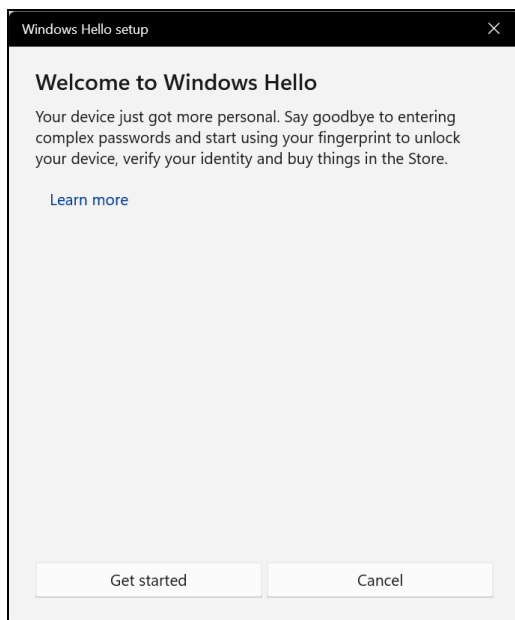 Windows Hello setup
Welcome to Windows Hello
Your device just got more personal. Say goodbye to entering
complex passwords and start using your fingerprint to unlock
your device, verify your identity and buy things in the Store.
Learn more
Get started
Cancel